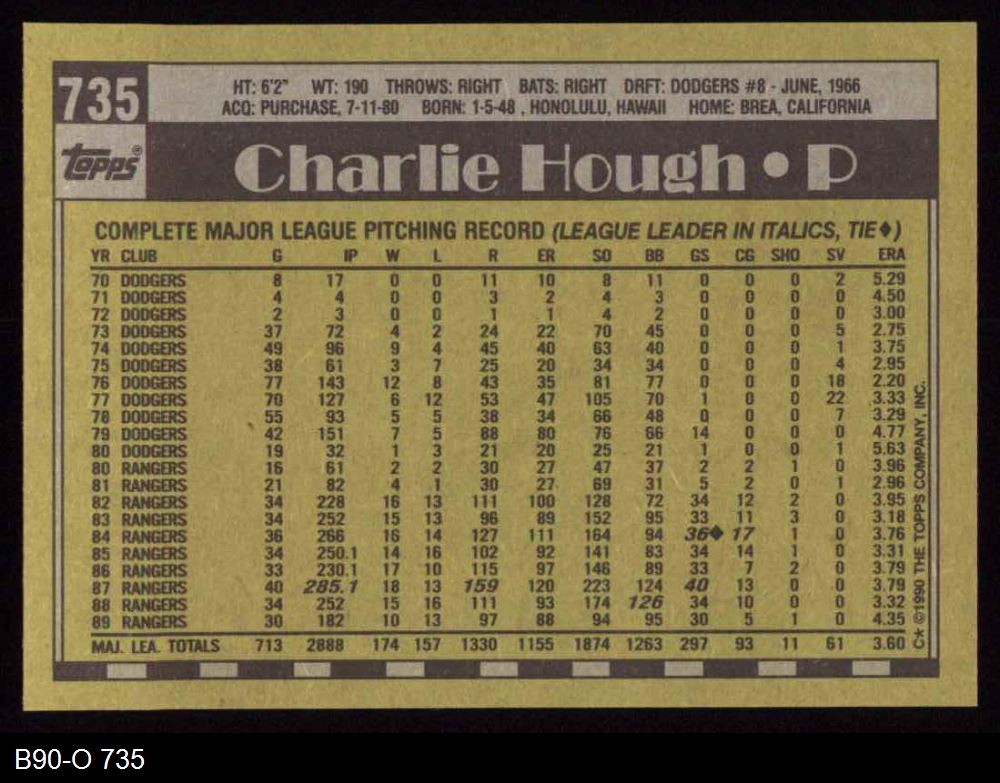 735
HT: 6'2" WT: 190 THROWS: RIGHT BATS: RIGHT DRFT: DODGERS #8 - JUNE, 1966
ACQ: PURCHASE, 7-11-80 BORN: 1-5-48 , HONOLULU, HAWAII HOME: BREA, CALIFORNIA
Topps®
Charlie Hough • P
COMPLETE MAJOR LEAGUE PITCHING RECORD (LEAGUE LEADER IN ITALICS, TIE♦)
YR CLUB G IP W L R ER SO BB GS CG SHO SV ERA
70 DODGERS 8 17 0 0 11 10 8 11 0 0 0 2 5.29
71 DODGERS 4 4 0 0 3 2 4 3 0 0 0 0 4.50
72 DODGERS 2 3 0 0 1 1 4 2 0 0 0 0 3.00
73 DODGERS 37 72 4 2 24 22 70 45 0 0 0 5 2.75
74 DODGERS 49 96 9 4 45 40 63 40 0 0 0 1 3.75
75 DODGERS 38 61 3 7 25 20 34 34 0 0 0 4 2.95
76 DODGERS 77 143 12 8 43 35 81 77 0 0 0 18 2.20
77 DODGERS 70 127 6 12 53 47 105 70 1 0 0 22 3.33
78 DODGERS 55 93 5 5 38 34 66 48 0 0 0 7 3.29
79 DODGERS 42 151 7 5 88 80 76 66 14 0 0 0 4.77
80 DODGERS 19 32 1 3 21 20 25 21 1 0 0 1 5.63
80 RANGERS 16 61 2 2 30 27 47 37 2 2 1 0 3.96
81 RANGERS 21 82 4 1 30 27 69 31 5 2 0 1 2.96
82 RANGERS 34 228 16 13 111 100 128 72 34 12 2 0 3.95
83 RANGERS 34 252 15 13 96 89 152 95 33 11 3 0 3.18
84 RANGERS 36 266 16 14 127 111 164 94 36♦ 17 1 0 3.76
85 RANGERS 34 250.1 14 16 102 92 141 83 34 14 1 0 3.31
86 RANGERS 33 230.1 17 10 115 97 146 89 33 7 2 0 3.79
87 RANGERS 40 285.1 18 13 159 120 223 124 40 13 0 0 3.79
88 RANGERS 34 252 15 16 111 93 174 126 34 10 0 0 3.32
89 RANGERS 30 182 10 13 97 88 94 95 30 5 1 0 4.35
MAJ. LEA. TOTALS 713 2888 174 157 1330 1155 1874 1263 297 93 11 61 3.60
C* ©1990 THE TOPPS COMPANY, INC.
B90-O 735